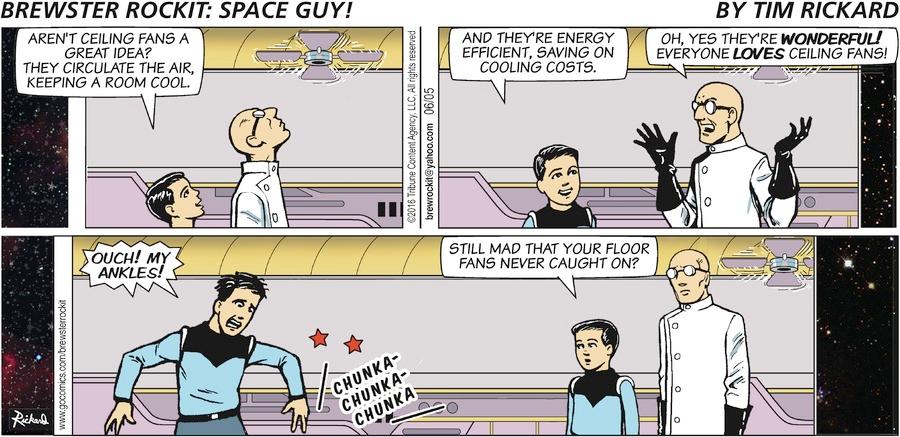 BREWSTER ROCKIT: SPACE GUY!
BY TIM RICKARD
AREN'T CEILING FANS A
GREAT IDEA?
THEY CIRCULATE THE AIR,
KEEPING A ROOM COOL.
©2016 Tribune Content Agency, LLC. All rights reserved
brewrockit@yahoo.com 06/05
AND THEY'RE ENERGY
EFFICIENT, SAVING ON
COOLING COSTS.
OH, YES THEY'RE WONDERFUL!
EVERYONE LOVES CEILING FANS!
Rickard
www.gocomics.com/brewsterrockit
OUCH! MY
ANKLES!
CHUNKA-
CHUNKA-
CHUNKA
STILL MAD THAT YOUR FLOOR
FANS NEVER CAUGHT ON?